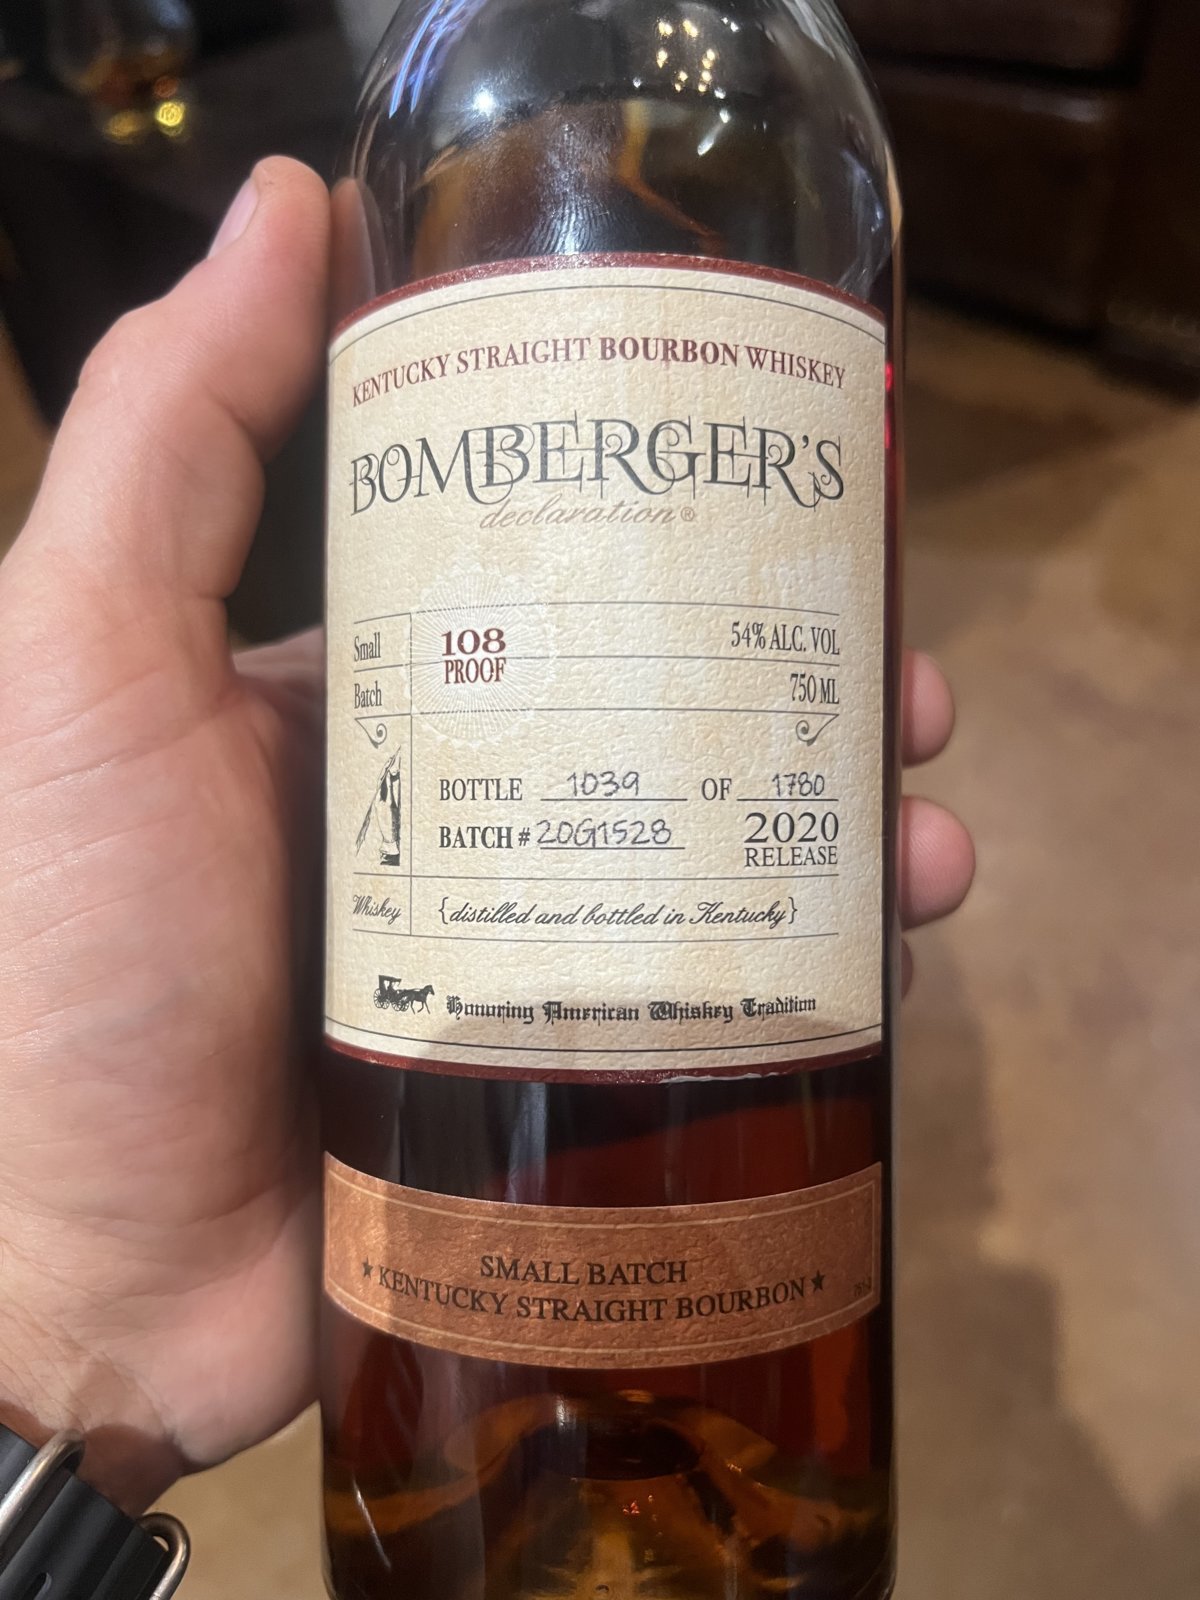 KENTUCKY STRAIGHT BOURBON WHISKEY
BOMBERGER'S
declaration®
Small
Batch
108
PROOF
54% ALC. VOL
750 ML
BOTTLE 1039 OF 1780
BATCH # 20G1528
2020
RELEASE
Whiskey
{distilled and bottled in Kentucky}
Honoring American Whiskey Tradition
SMALL BATCH
★ KENTUCKY STRAIGHT BOURBON ★